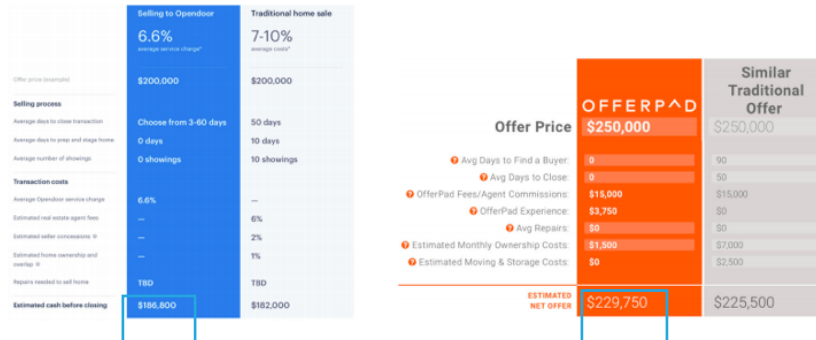 Selling to Opendoor Traditional home sale
6.6% 7-10%
average service charge* average costs*
Offer price (example) $200,000 $200,000
Selling process
Average days to close transaction Choose from 3-60 days 50 days
Average days to prep and stage home 0 days 10 days
Average number of showings 0 showings 10 showings
Transaction costs
Average Opendoor service charge 6.6% —
Estimated real estate agent fees — 6%
Estimated seller concessions — 2%
Estimated home ownership and — 1%
overlap
Repairs needed to sell home TBD TBD
Estimated cash before closing $186,800 $182,000
Similar
Traditional
OFFERPAD Offer
Offer Price $250,000 $250,000
Avg Days to Find a Buyer: 0 90
Avg Days to Close: 0 50
OfferPad Fees/Agent Commissions: $15,000 $15,000
OfferPad Experience: $3,750 $0
Avg Repairs: $0 $0
Estimated Monthly Ownership Costs: $1,500 $7,000
Estimated Moving & Storage Costs: $0 $2,500
ESTIMATED
NET OFFER $229,750 $225,500